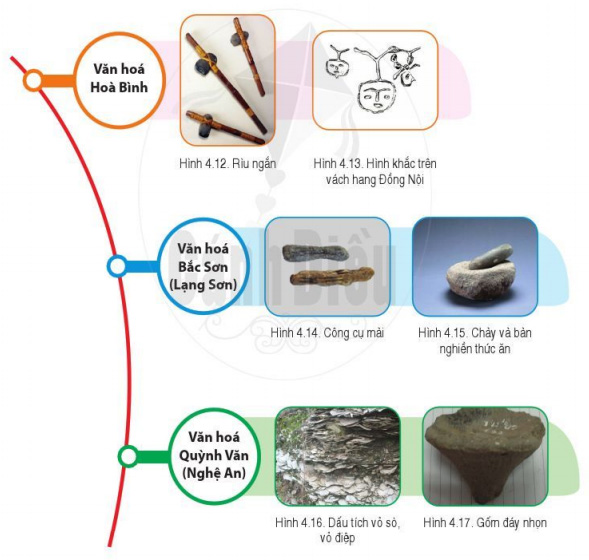 Văn hoá
Hoà Bình
Hình 4.12. Rìu ngắn
Hình 4.13. Hình khắc trên
vách hang Đồng Nội
Văn hoá
Bắc Sơn
(Lạng Sơn)
Cánh Diều
Hình 4.14. Công cụ mài
Hình 4.15. Chày và bàn
nghiền thức ăn
Văn hoá
Quỳnh Văn
(Nghệ An)
Hình 4.16. Dấu tích vỏ sò,
vỏ điệp
Hình 4.17. Gốm đáy nhọn